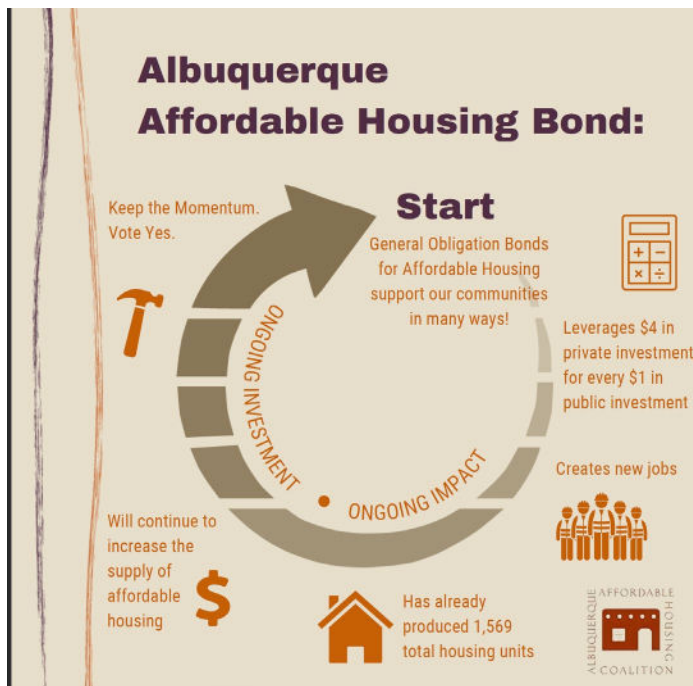 Albuquerque
Affordable Housing Bond:
Start
General Obligation Bonds
for Affordable Housing
support our communities
in many ways!
+ −
× ÷
Leverages $4 in
private investment
for every $1 in
public investment
Creates new jobs
Has already
produced 1,569
total housing units
$
Will continue to
increase the
supply of
affordable
housing
Keep the Momentum.
Vote Yes.
ONGOING INVESTMENT • ONGOING IMPACT
ALBUQUERQUE
AFFORDABLE
HOUSING
COALITION